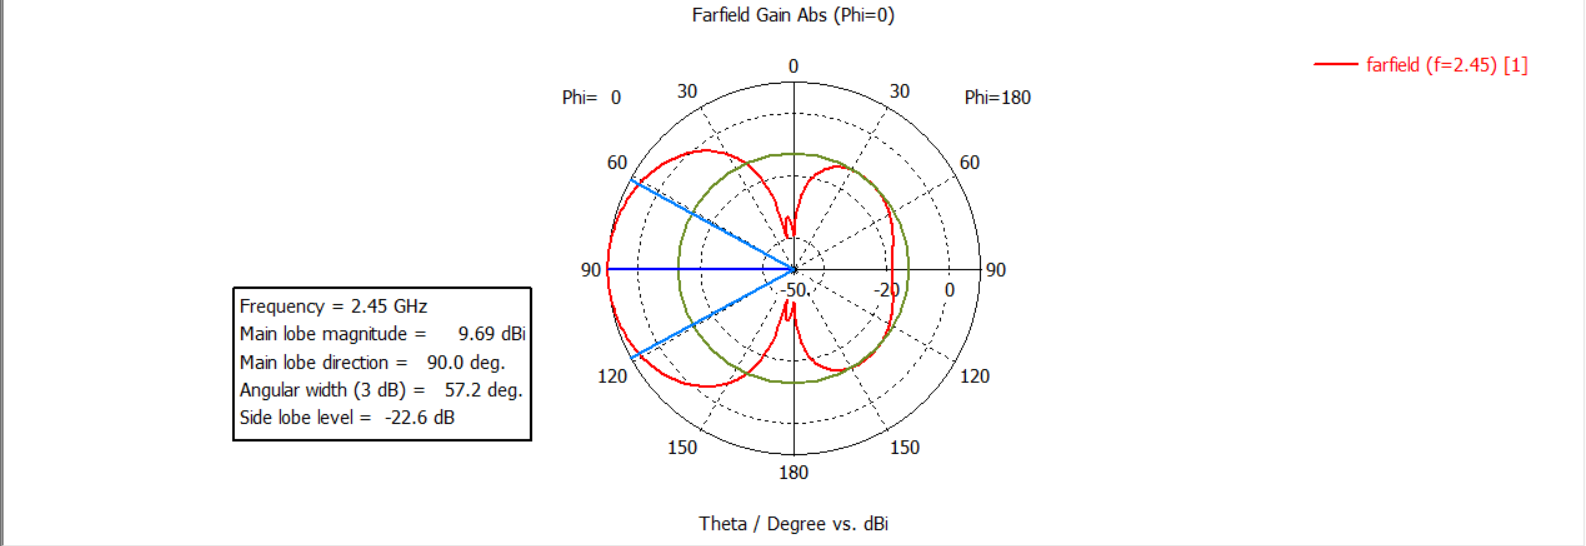 Farfield Gain Abs (Phi=0)
farfield (f=2.45) [1]
0
Phi= 0
30
30
Phi=180
60
60
90
90
-50
-20
0
Frequency = 2.45 GHz
Main lobe magnitude = 9.69 dBi
Main lobe direction = 90.0 deg.
Angular width (3 dB) = 57.2 deg.
Side lobe level = -22.6 dB
120
120
150
150
180
Theta / Degree vs. dBi